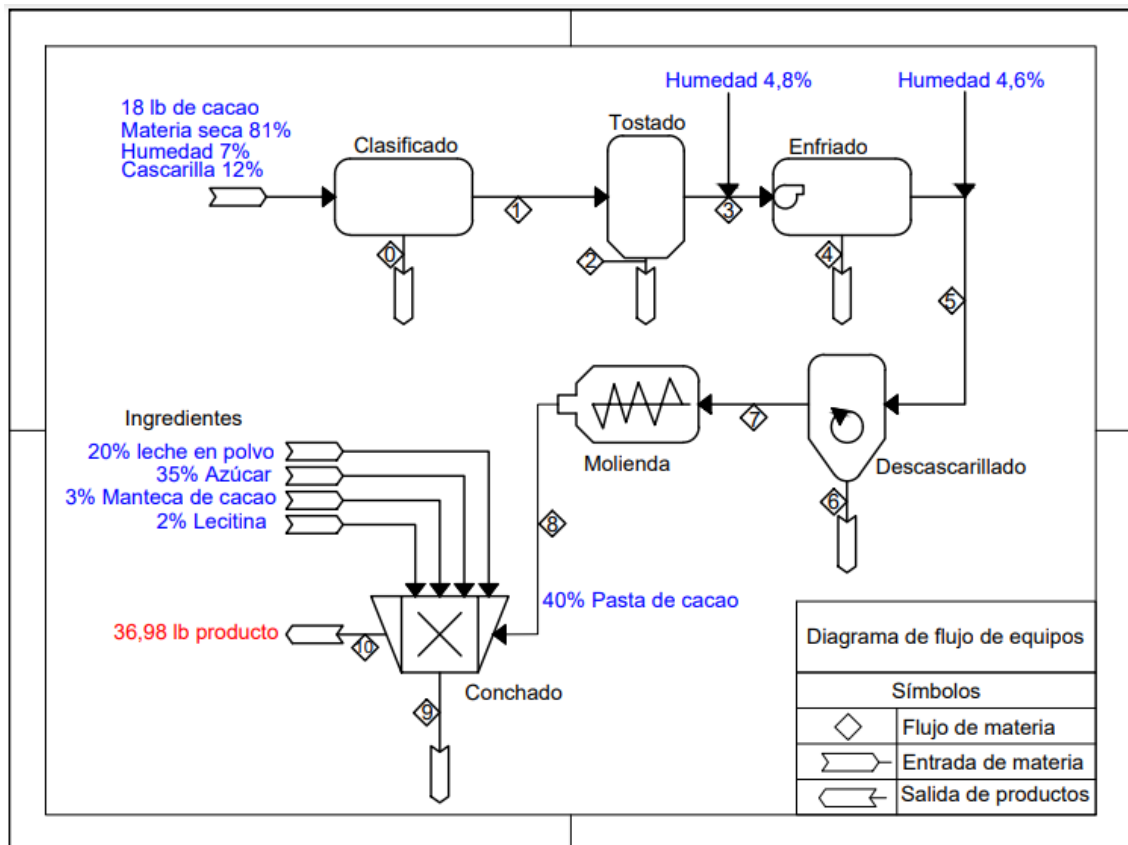 18 lb de cacao
Materia seca 81%
Humedad 7%
Cascarilla 12%
Clasificado
Tostado
Humedad 4,8%
Enfriado
Humedad 4,6%
0
1
2
3
4
5
Ingredientes
20% leche en polvo
35% Azúcar
3% Manteca de cacao
2% Lecitina
Molienda
7
Descascarillado
6
8
40% Pasta de cacao
36,98 lb producto
10
Conchado
9
Diagrama de flujo de equipos
Símbolos
Flujo de materia
Entrada de materia
Salida de productos